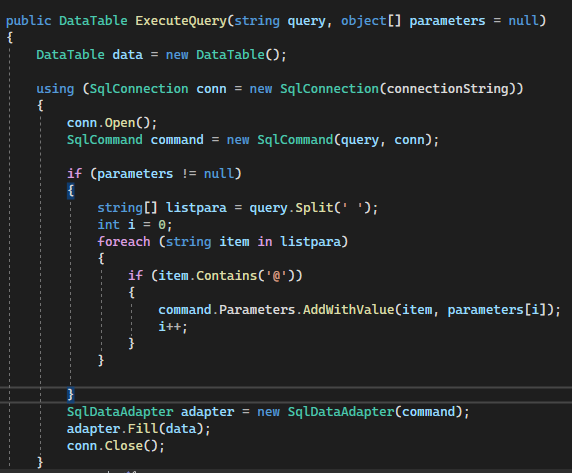 public DataTable ExecuteQuery(string query, object[] parameters = null)
{
DataTable data = new DataTable();
using (SqlConnection conn = new SqlConnection(connectionString))
{
conn.Open();
SqlCommand command = new SqlCommand(query, conn);
if (parameters != null)
{
string[] listpara = query.Split(' ');
int i = 0;
foreach (string item in listpara)
{
if (item.Contains('@'))
{
command.Parameters.AddWithValue(item, parameters[i]);
i++;
}
}
}
SqlDataAdapter adapter = new SqlDataAdapter(command);
adapter.Fill(data);
conn.Close();
}